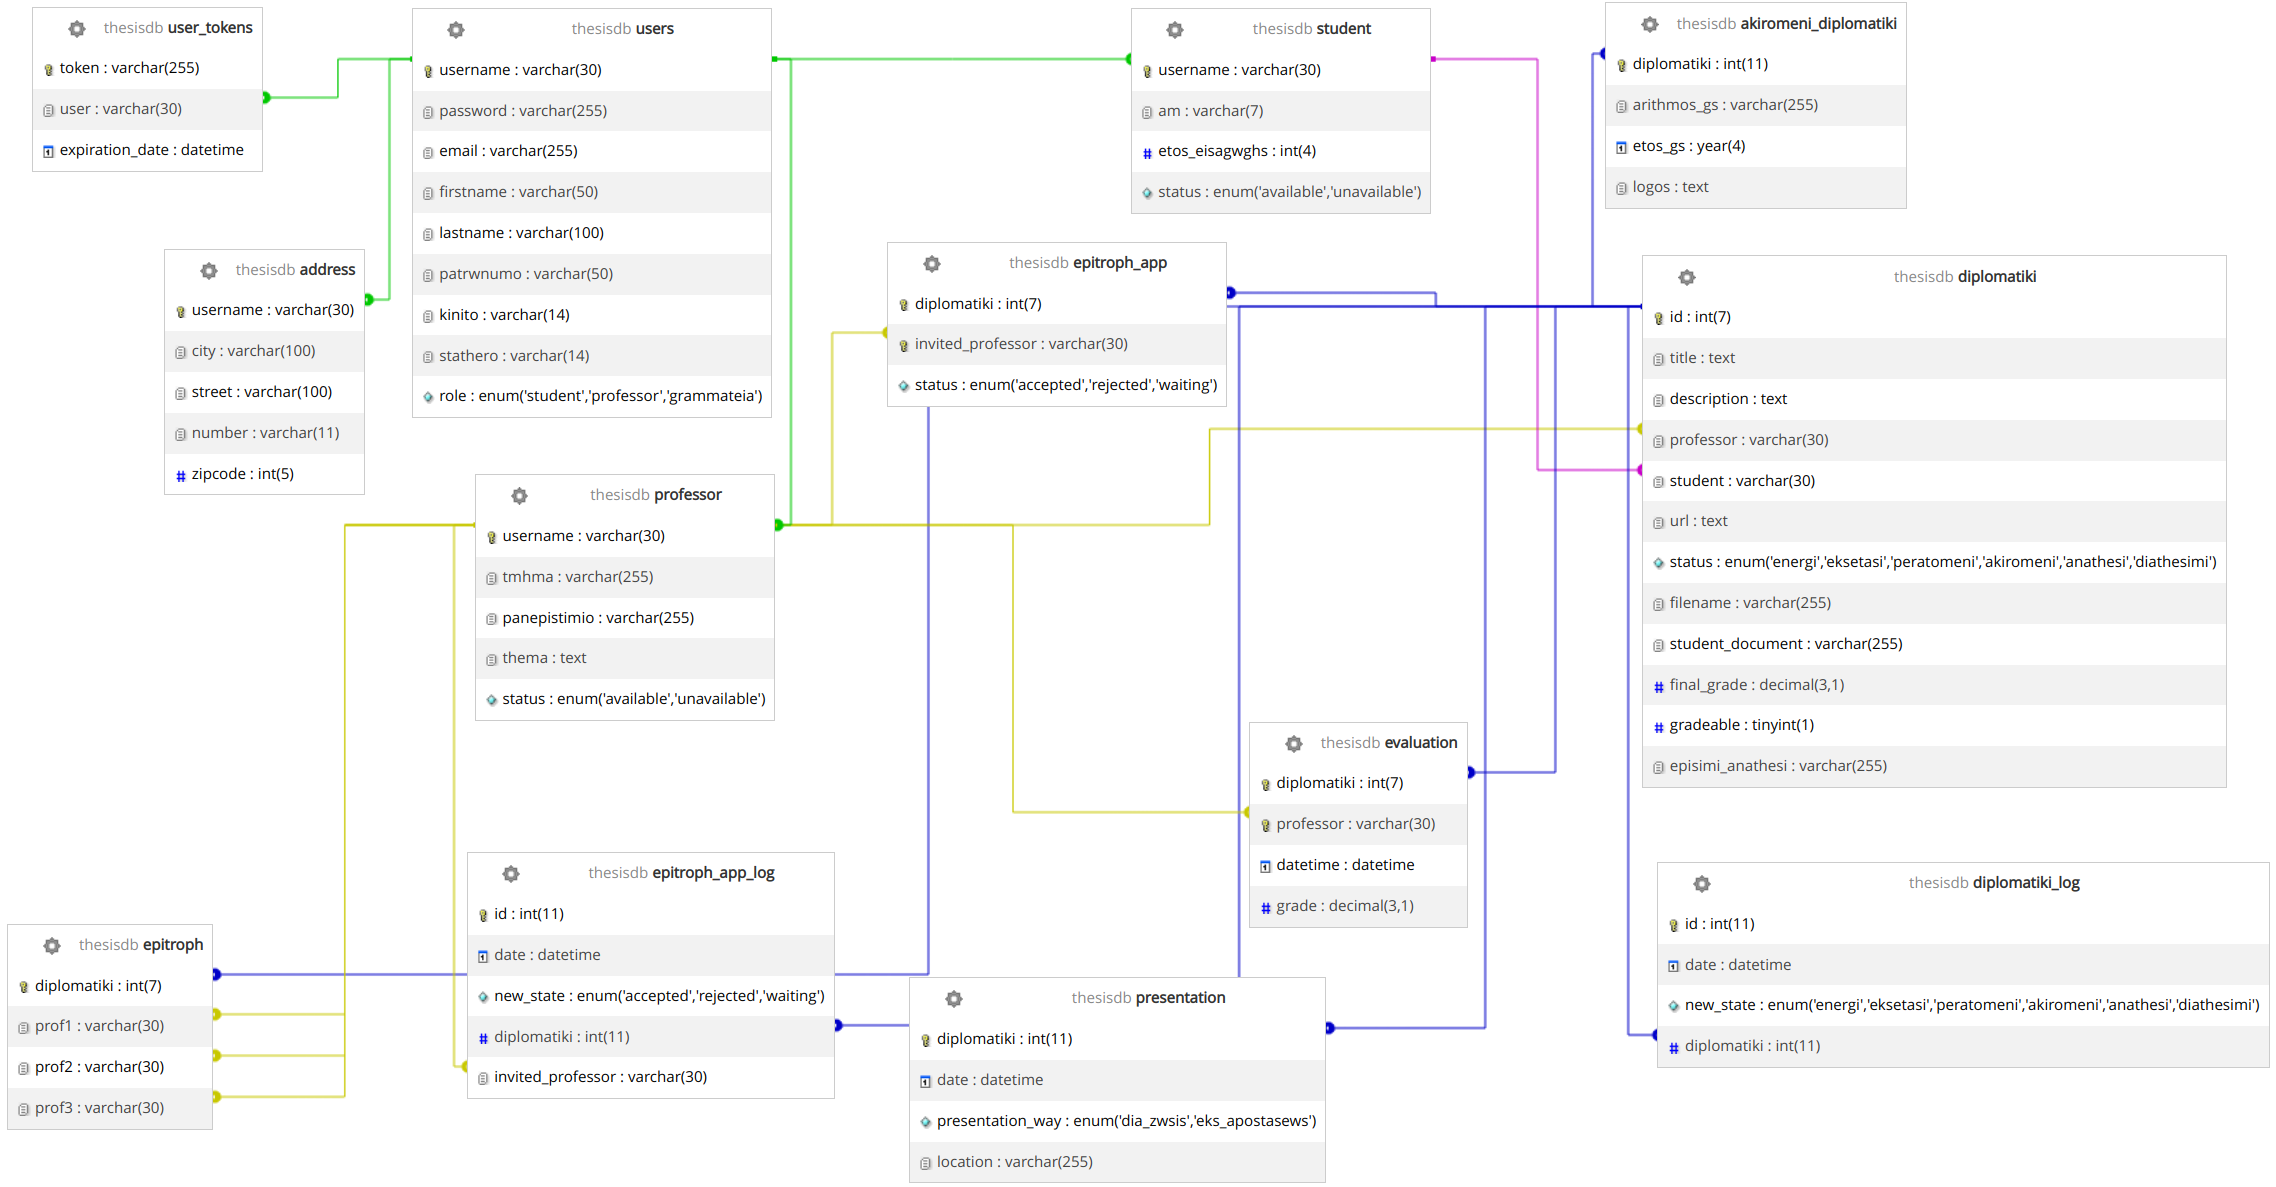 thesisdb user_tokens
token : varchar(255)
user : varchar(30)
expiration_date : datetime
thesisdb users
username : varchar(30)
password : varchar(255)
email : varchar(255)
firstname : varchar(50)
lastname : varchar(100)
patrwnumo : varchar(50)
kinito : varchar(14)
stathero : varchar(14)
role : enum('student','professor','grammateia')
thesisdb student
username : varchar(30)
am : varchar(7)
etos_eisagwghs : int(4)
status : enum('available','unavailable')
thesisdb akiromeni_diplomatiki
diplomatiki : int(11)
arithmos_gs : varchar(255)
etos_gs : year(4)
logos : text
thesisdb address
username : varchar(30)
city : varchar(100)
street : varchar(100)
number : varchar(11)
zipcode : int(5)
thesisdb epitroph_app
diplomatiki : int(7)
invited_professor : varchar(30)
status : enum('accepted','rejected','waiting')
thesisdb diplomatiki
id : int(7)
title : text
description : text
professor : varchar(30)
student : varchar(30)
url : text
status : enum('energi','eksetasi','peratomeni','akiromeni','anathesi','diathesimi')
filename : varchar(255)
student_document : varchar(255)
final_grade : decimal(3,1)
gradeable : tinyint(1)
episimi_anathesi : varchar(255)
thesisdb professor
username : varchar(30)
tmhma : varchar(255)
panepistimio : varchar(255)
thema : text
status : enum('available','unavailable')
thesisdb evaluation
diplomatiki : int(7)
professor : varchar(30)
datetime : datetime
grade : decimal(3,1)
thesisdb epitroph_app_log
id : int(11)
date : datetime
new_state : enum('accepted','rejected','waiting')
diplomatiki : int(11)
invited_professor : varchar(30)
thesisdb diplomatiki_log
id : int(11)
date : datetime
new_state : enum('energi','eksetasi','peratomeni','akiromeni','anathesi','diathesimi')
diplomatiki : int(11)
thesisdb epitroph
diplomatiki : int(7)
prof1 : varchar(30)
prof2 : varchar(30)
prof3 : varchar(30)
thesisdb presentation
diplomatiki : int(11)
date : datetime
presentation_way : enum('dia_zwsis','eks_apostasews')
location : varchar(255)